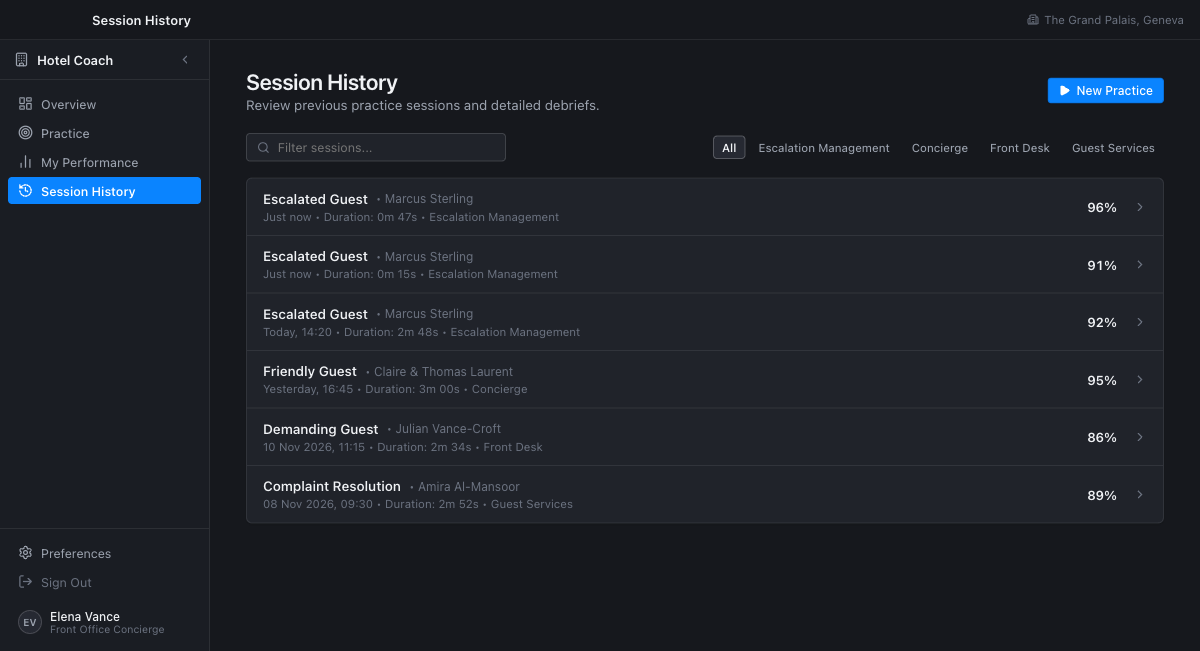 Session History
The Grand Palais, Geneva
Hotel Coach
Overview
Practice
My Performance
Session History
Preferences
Sign Out
EV
Elena Vance
Front Office Concierge
Session History
Review previous practice sessions and detailed debriefs.
New Practice
Filter sessions...
All Escalation Management Concierge Front Desk Guest Services
Escalated Guest • Marcus Sterling
Just now • Duration: 0m 47s • Escalation Management
96%
Escalated Guest • Marcus Sterling
Just now • Duration: 0m 15s • Escalation Management
91%
Escalated Guest • Marcus Sterling
Today, 14:20 • Duration: 2m 48s • Escalation Management
92%
Friendly Guest • Claire & Thomas Laurent
Yesterday, 16:45 • Duration: 3m 00s • Concierge
95%
Demanding Guest • Julian Vance-Croft
10 Nov 2026, 11:15 • Duration: 2m 34s • Front Desk
86%
Complaint Resolution • Amira Al-Mansoor
08 Nov 2026, 09:30 • Duration: 2m 52s • Guest Services
89%